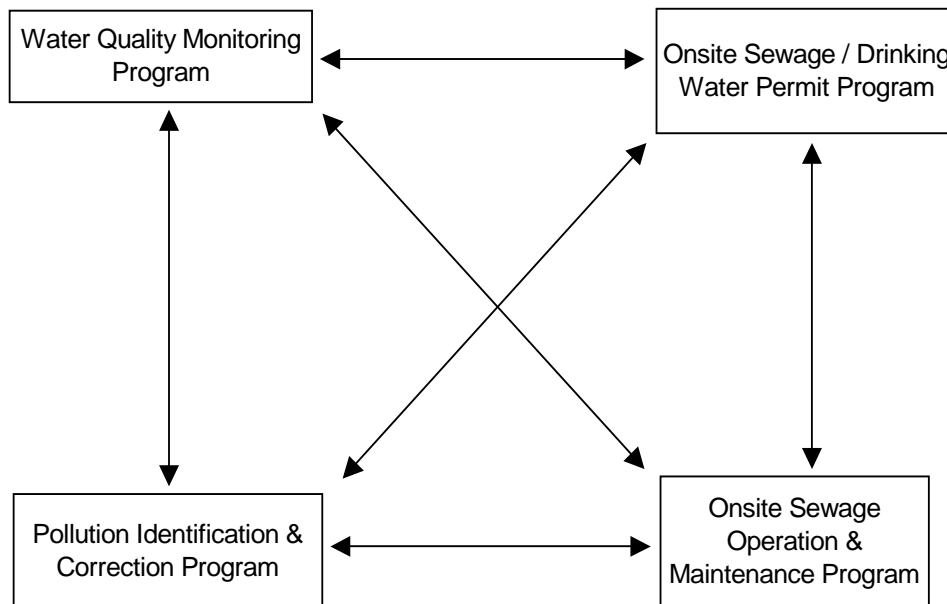 Water Quality Monitoring
Program
Onsite Sewage / Drinking
Water Permit Program
Pollution Identification &
Correction Program
Onsite Sewage
Operation &
Maintenance Program